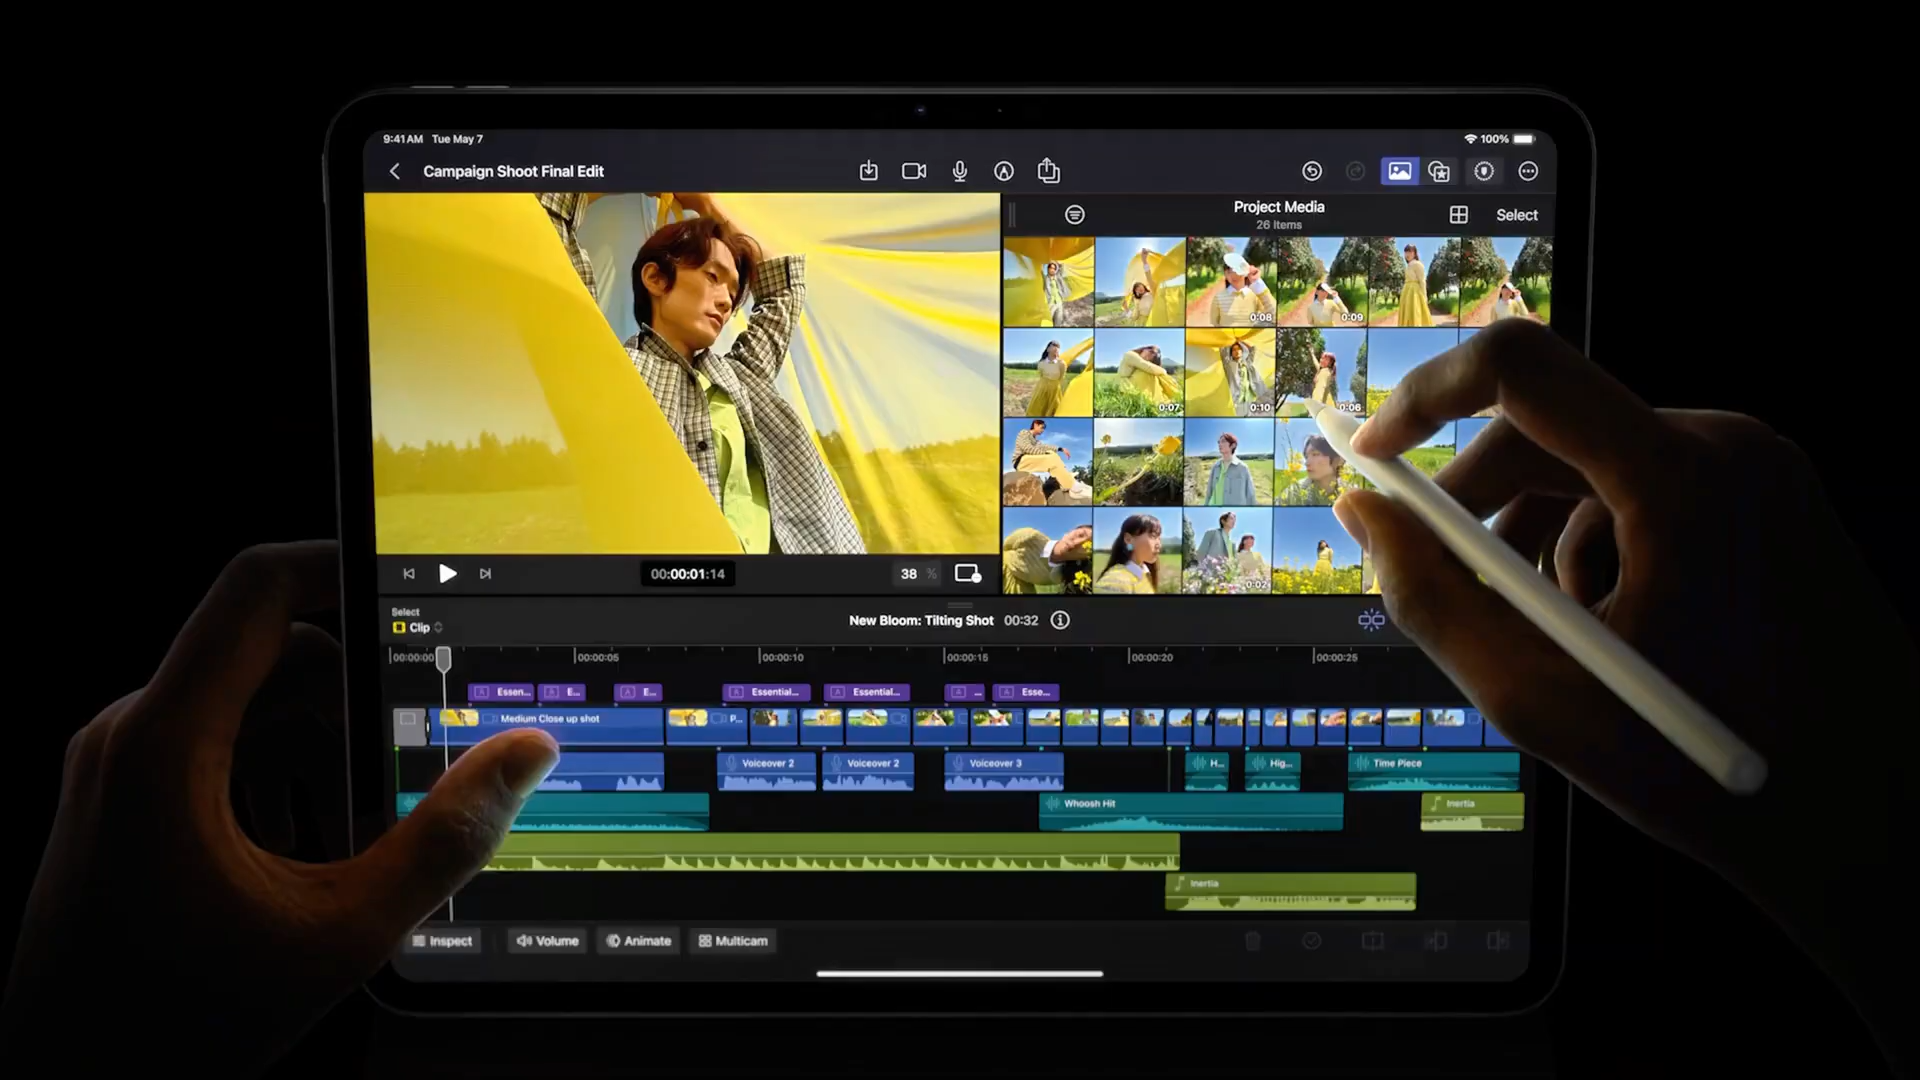 9:41 AM Tue May 7
100%
Campaign Shoot Final Edit
Project Media
26 Items
Select
0:08
0:09
0:07
0:10
0:06
0:02
00:00:01:14
38 %
Select
Clip
New Bloom: Tilting Shot 00:32
00:00:00
00:00:05
00:00:10
00:00:15
00:00:20
00:00:25
Essen...
E...
E...
Essential...
Essential...
...
Esse...
Medium Close up shot
P...
Voiceover 2
Voiceover 2
Voiceover 3
H...
Hig...
Time Piece
Whoosh Hit
Inertia
Inertia
Inspect
Volume
Animate
Multicam